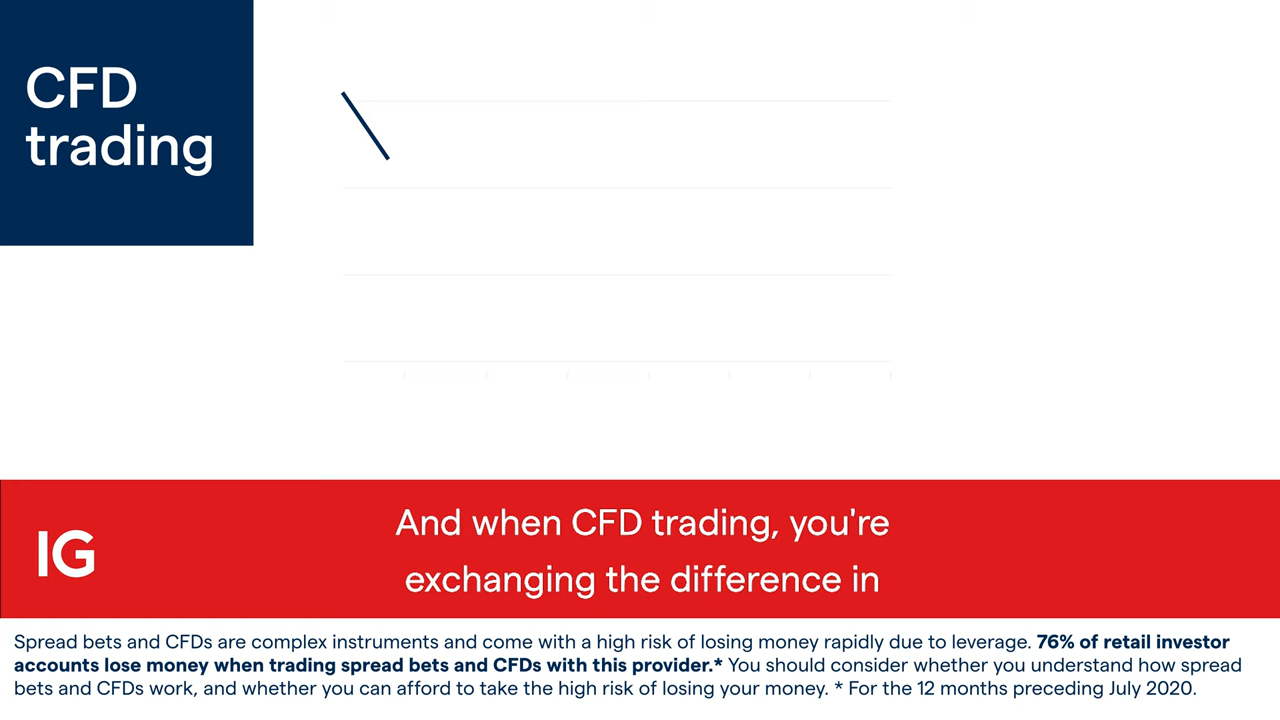 CFD
trading
IG
And when CFD trading, you're
exchanging the difference in
Spread bets and CFDs are complex instruments and come with a high risk of losing money rapidly due to leverage. 76% of retail investor
accounts lose money when trading spread bets and CFDs with this provider.* You should consider whether you understand how spread
bets and CFDs work, and whether you can afford to take the high risk of losing your money. * For the 12 months preceding July 2020.